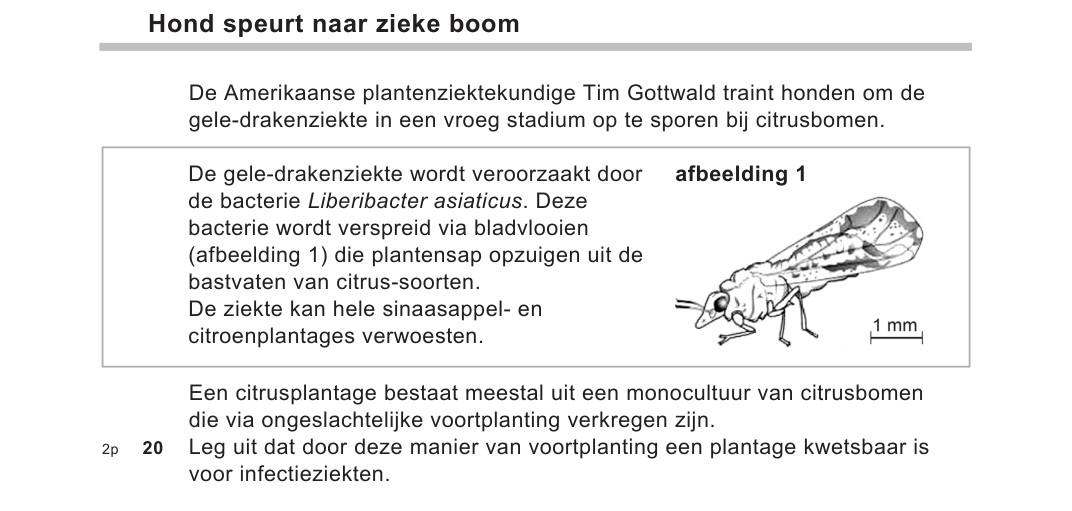 Hond speurt naar zieke boom
De Amerikaanse plantenziektekundige Tim Gottwald traint honden om de
gele-drakenziekte in een vroeg stadium op te sporen bij citrusbomen.
De gele-drakenziekte wordt veroorzaakt door
de bacterie Liberibacter asiaticus. Deze
bacterie wordt verspreid via bladvlooien
(afbeelding 1) die plantensap opzuigen uit de
bastvaten van citrus-soorten.
De ziekte kan hele sinaasappel- en
citroenplantages verwoesten.
afbeelding 1
1 mm
Een citrusplantage bestaat meestal uit een monocultuur van citrusbomen
die via ongeslachtelijke voortplanting verkregen zijn.
2p 20 Leg uit dat door deze manier van voortplanting een plantage kwetsbaar is
voor infectieziekten.